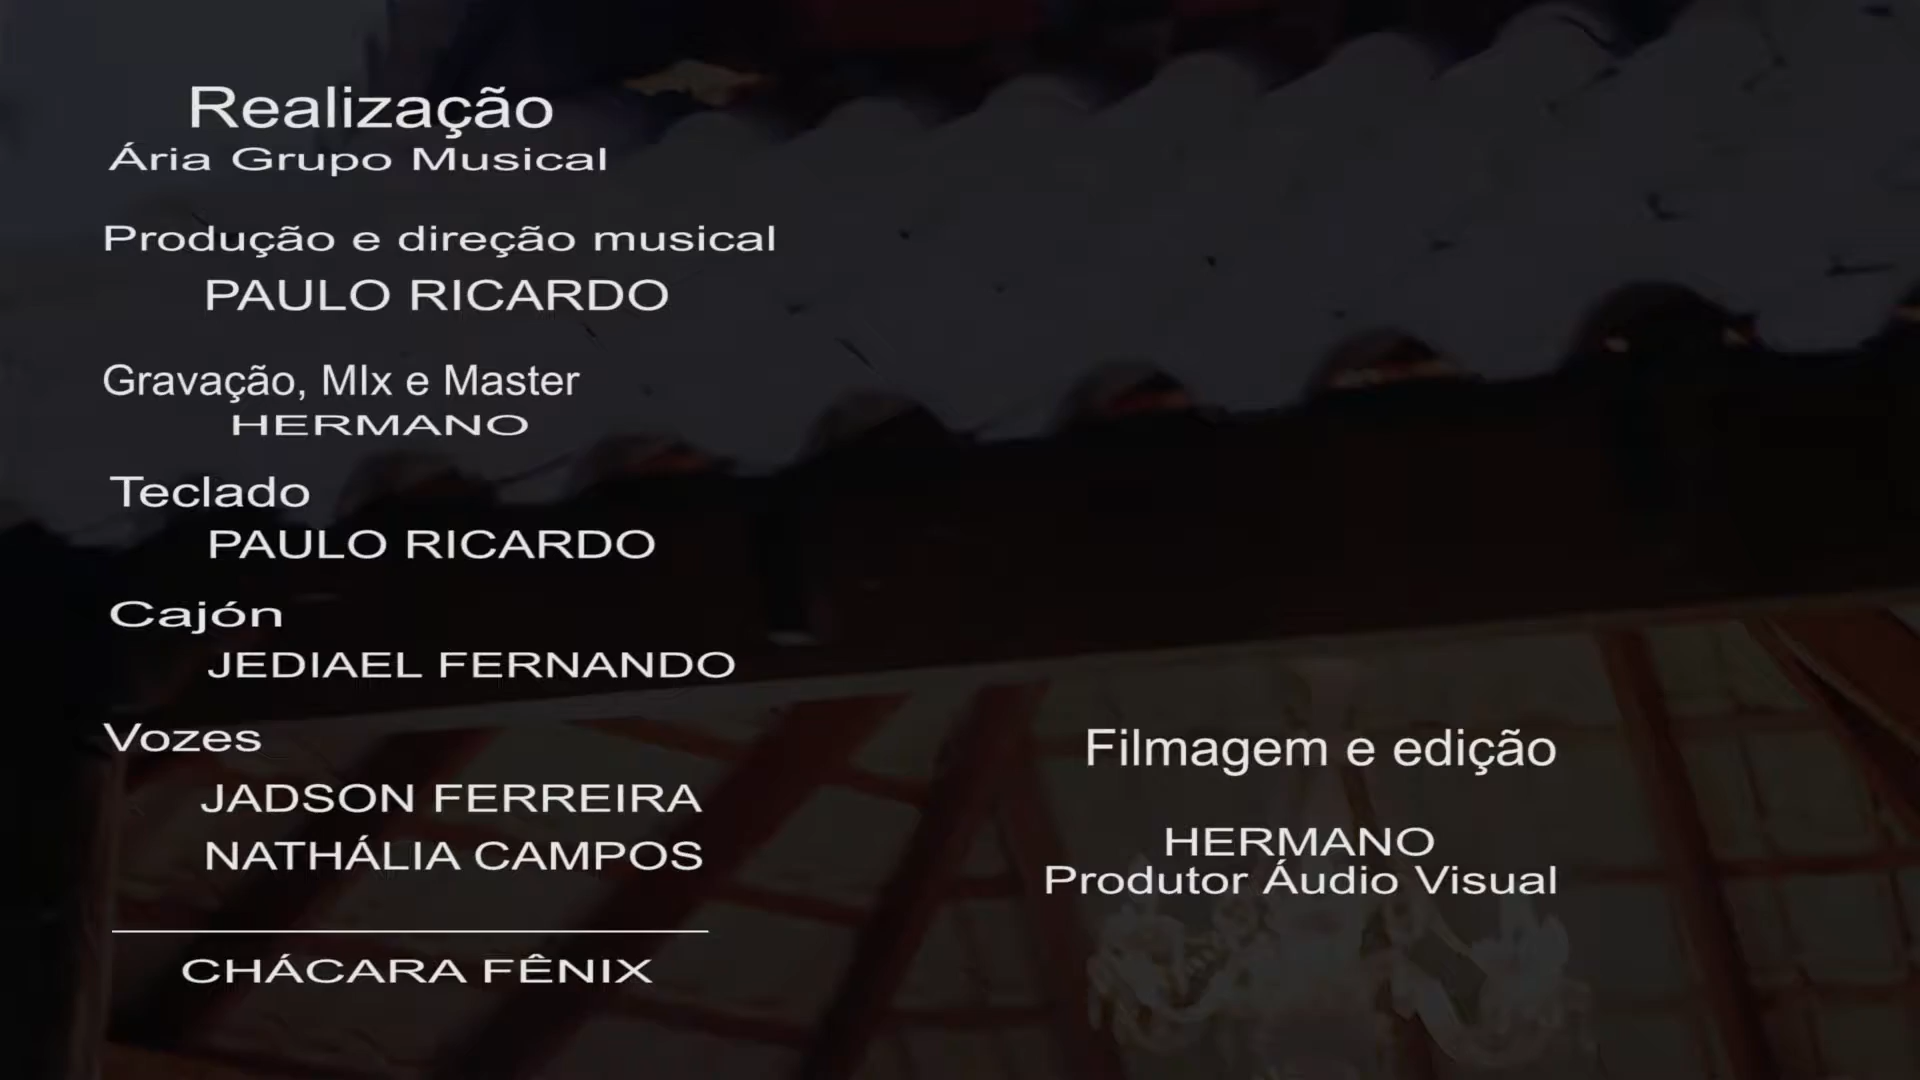 Realização
Ária Grupo Musical
Produção e direção musical
PAULO RICARDO
Gravação, MIx e Master
HERMANO
Teclado
PAULO RICARDO
Cajón
JEDIAEL FERNANDO
Vozes
JADSON FERREIRA
NATHÁLIA CAMPOS
CHÁCARA FÊNIX
Filmagem e edição
HERMANO
Produtor Áudio Visual